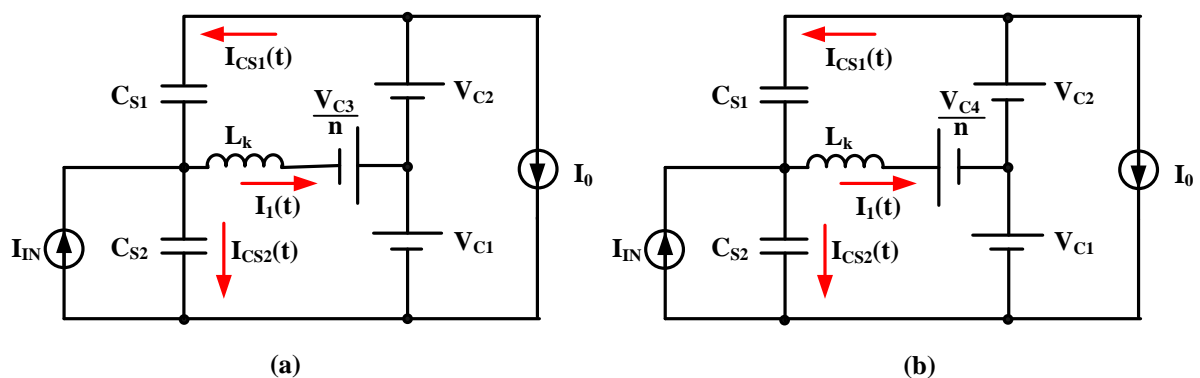 I_CS1(t)
C_S1
V_C3
n
V_C2
L_k
I_0
I_1(t)
I_IN
C_S2
I_CS2(t)
V_C1
(a)
I_CS1(t)
C_S1
V_C4
n
V_C2
L_k
I_0
I_1(t)
I_IN
C_S2
I_CS2(t)
V_C1
(b)